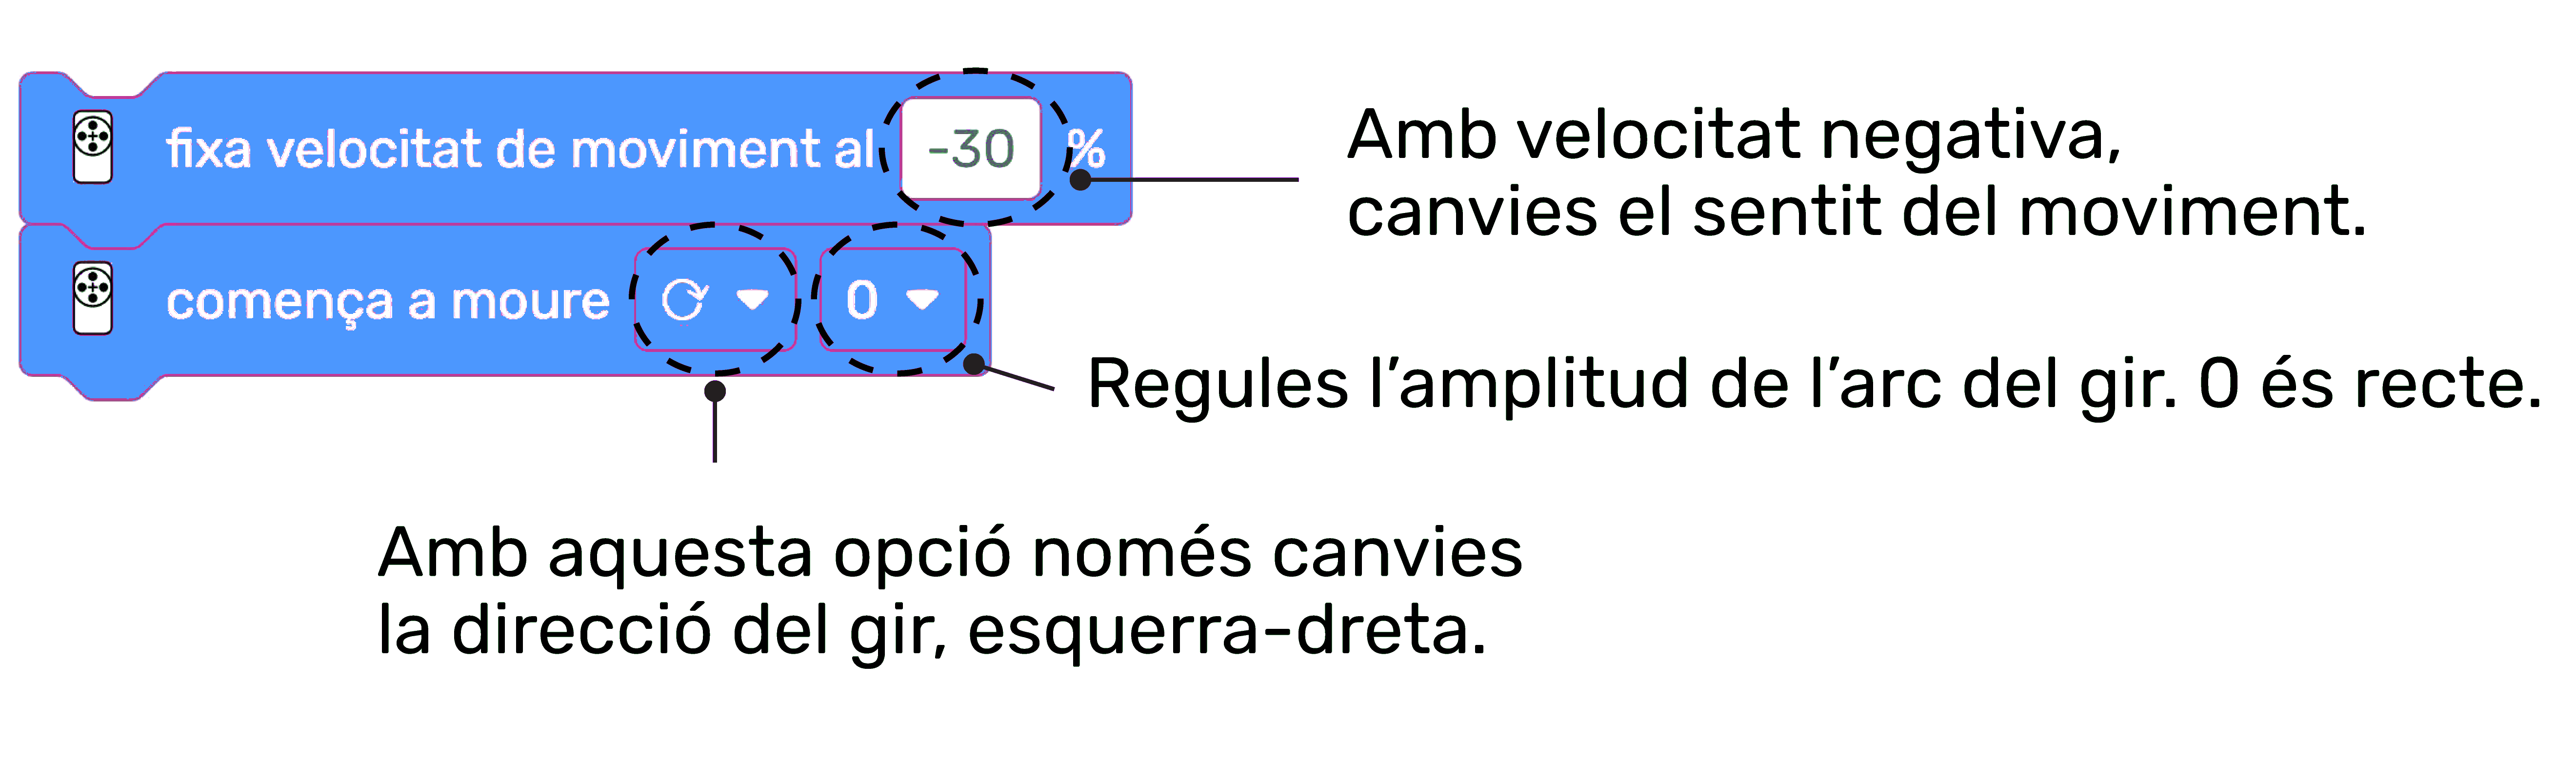 fixa velocitat de moviment al -30 %
comença a moure 0
Amb velocitat negativa,
canvies el sentit del moviment.
Regules l’amplitud de l’arc del gir. 0 és recte.
Amb aquesta opció només canvies
la direcció del gir, esquerra-dreta.